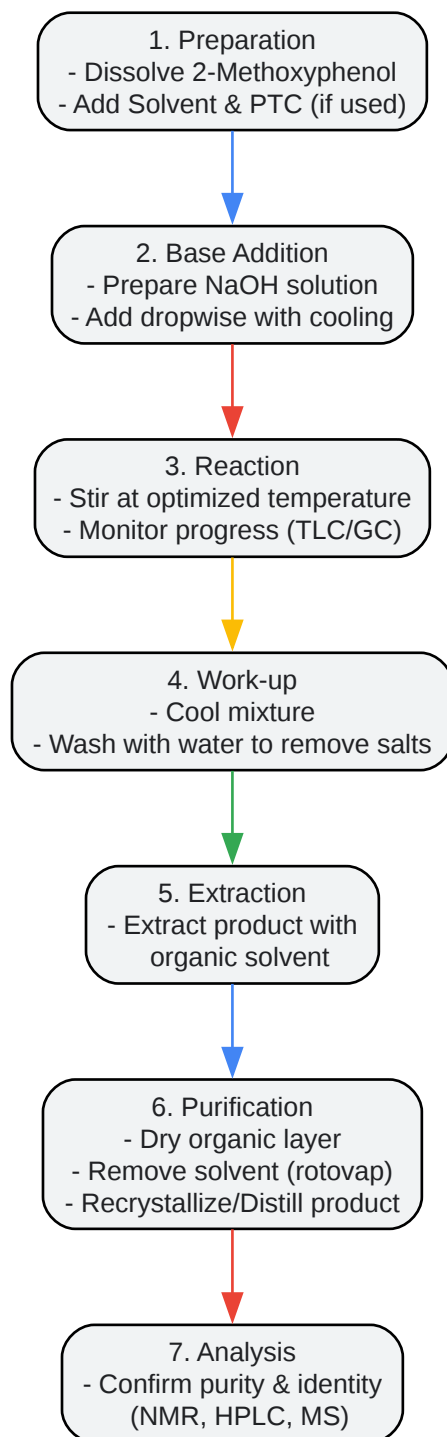 1. Preparation
- Dissolve 2-Methoxyphenol
- Add Solvent & PTC (if used)
2. Base Addition
- Prepare NaOH solution
- Add dropwise with cooling
3. Reaction
- Stir at optimized temperature
- Monitor progress (TLC/GC)
4. Work-up
- Cool mixture
- Wash with water to remove salts
5. Extraction
- Extract product with
organic solvent
6. Purification
- Dry organic layer
- Remove solvent (rotovap)
- Recrystallize/Distill product
7. Analysis
- Confirm purity & identity
(NMR, HPLC, MS)